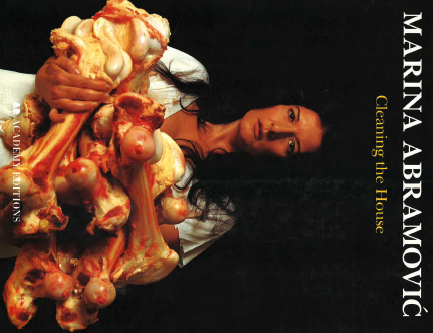 MARINA ABRAMOVIĆ
Cleaning the House
ACADEMY EDITIONS